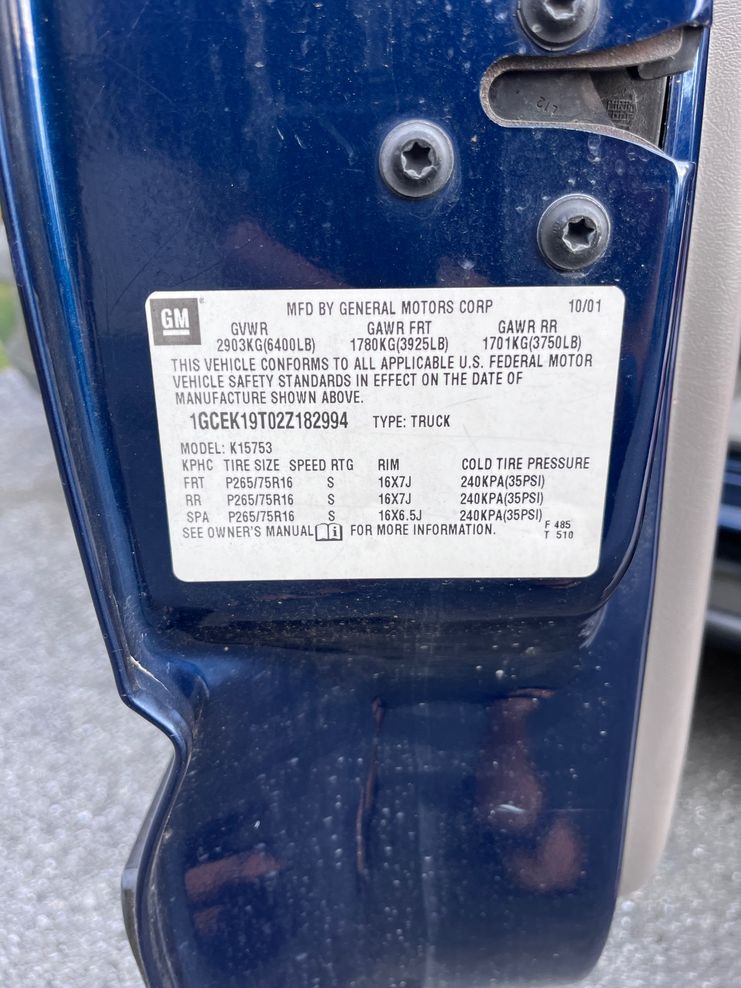 GM ®
MFD BY GENERAL MOTORS CORP 10/01
GVWR GAWR FRT GAWR RR
2903KG(6400LB) 1780KG(3925LB) 1701KG(3750LB)
THIS VEHICLE CONFORMS TO ALL APPLICABLE U.S. FEDERAL MOTOR
VEHICLE SAFETY STANDARDS IN EFFECT ON THE DATE OF
MANUFACTURE SHOWN ABOVE.
1GCEK19T02Z182994 TYPE: TRUCK
MODEL: K15753
KPHC TIRE SIZE SPEED RTG RIM COLD TIRE PRESSURE
FRT P265/75R16 S 16X7J 240KPA(35PSI)
RR P265/75R16 S 16X7J 240KPA(35PSI)
SPA P265/75R16 S 16X6.5J 240KPA(35PSI)
SEE OWNER'S MANUAL i FOR MORE INFORMATION.
F 485
T 510